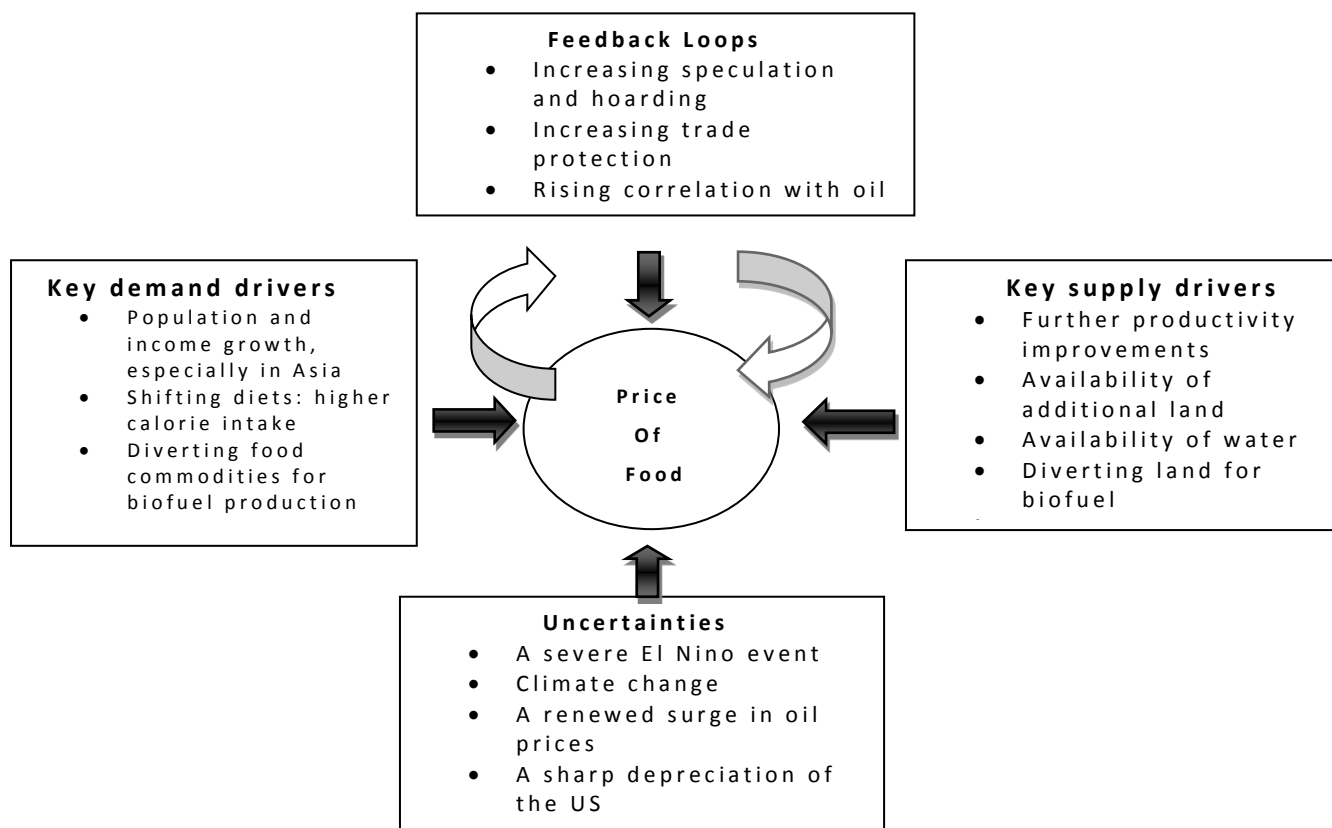 Feedback Loops
• Increasing speculation
and hoarding
• Increasing trade
protection
• Rising correlation with oil
Key demand drivers
• Population and
income growth,
especially in Asia
• Shifting diets: higher
calorie intake
• Diverting food
commodities for
biofuel production
Price
Of
Food
Key supply drivers
• Further productivity
improvements
• Availability of
additional land
• Availability of water
• Diverting land for
biofuel
Uncertainties
• A severe El Nino event
• Climate change
• A renewed surge in oil
prices
• A sharp depreciation of
the US